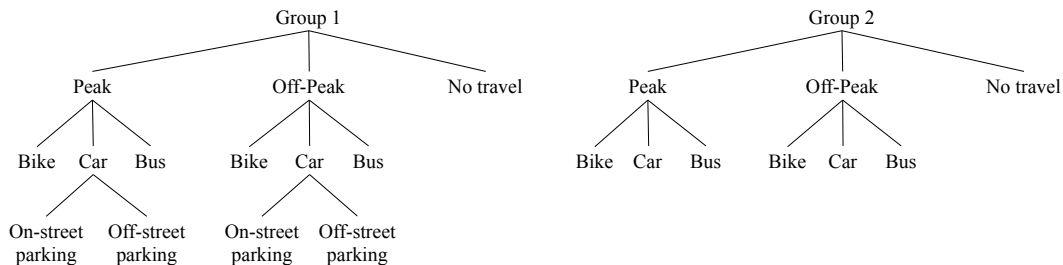 Group 1
Group 2
Peak
Off-Peak
No travel
Peak
Off-Peak
No travel
Bike
Car
Bus
Bike
Car
Bus
Bike
Car
Bus
Bike
Car
Bus
On-street
parking
Off-street
parking
On-street
parking
Off-street
parking